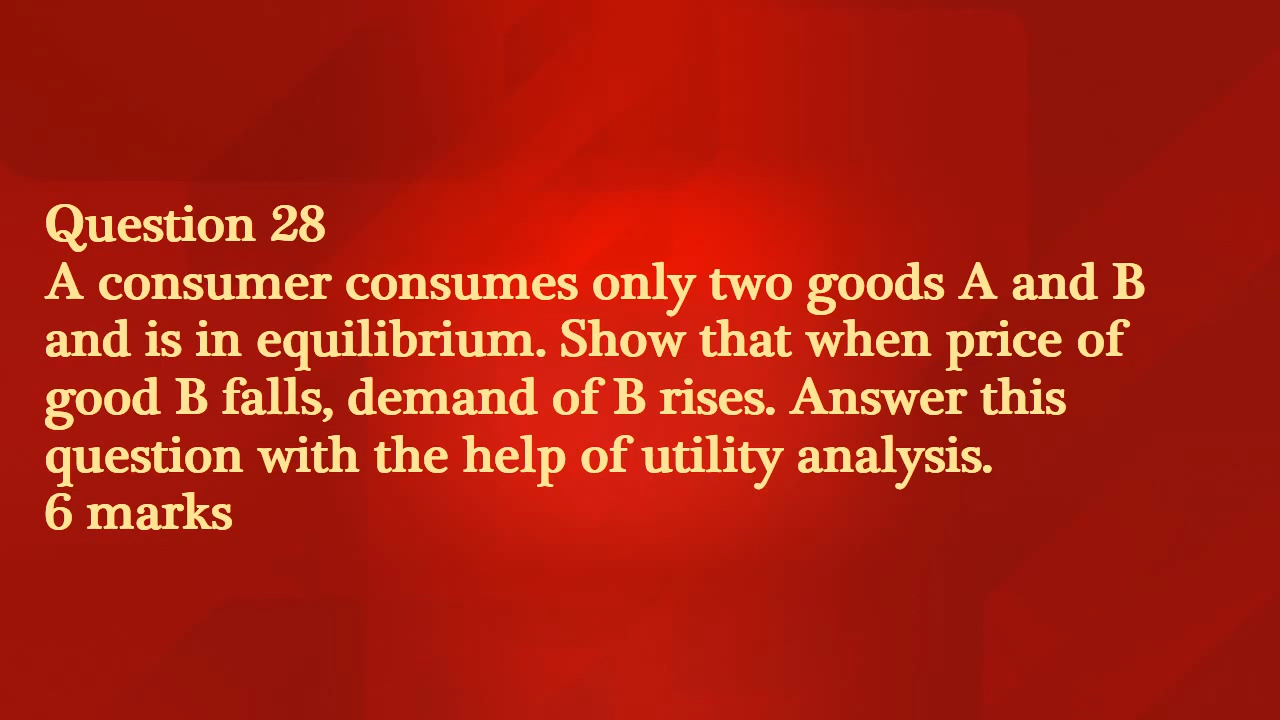 Question 28
A consumer consumes only two goods A and B
and is in equilibrium. Show that when price of
good B falls, demand of B rises. Answer this
question with the help of utility analysis.
6 marks